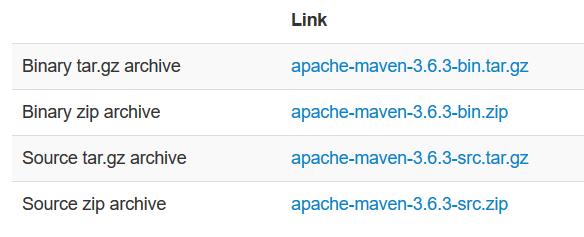 Link
Binary tar.gz archive apache-maven-3.6.3-bin.tar.gz
Binary zip archive apache-maven-3.6.3-bin.zip
Source tar.gz archive apache-maven-3.6.3-src.tar.gz
Source zip archive apache-maven-3.6.3-src.zip